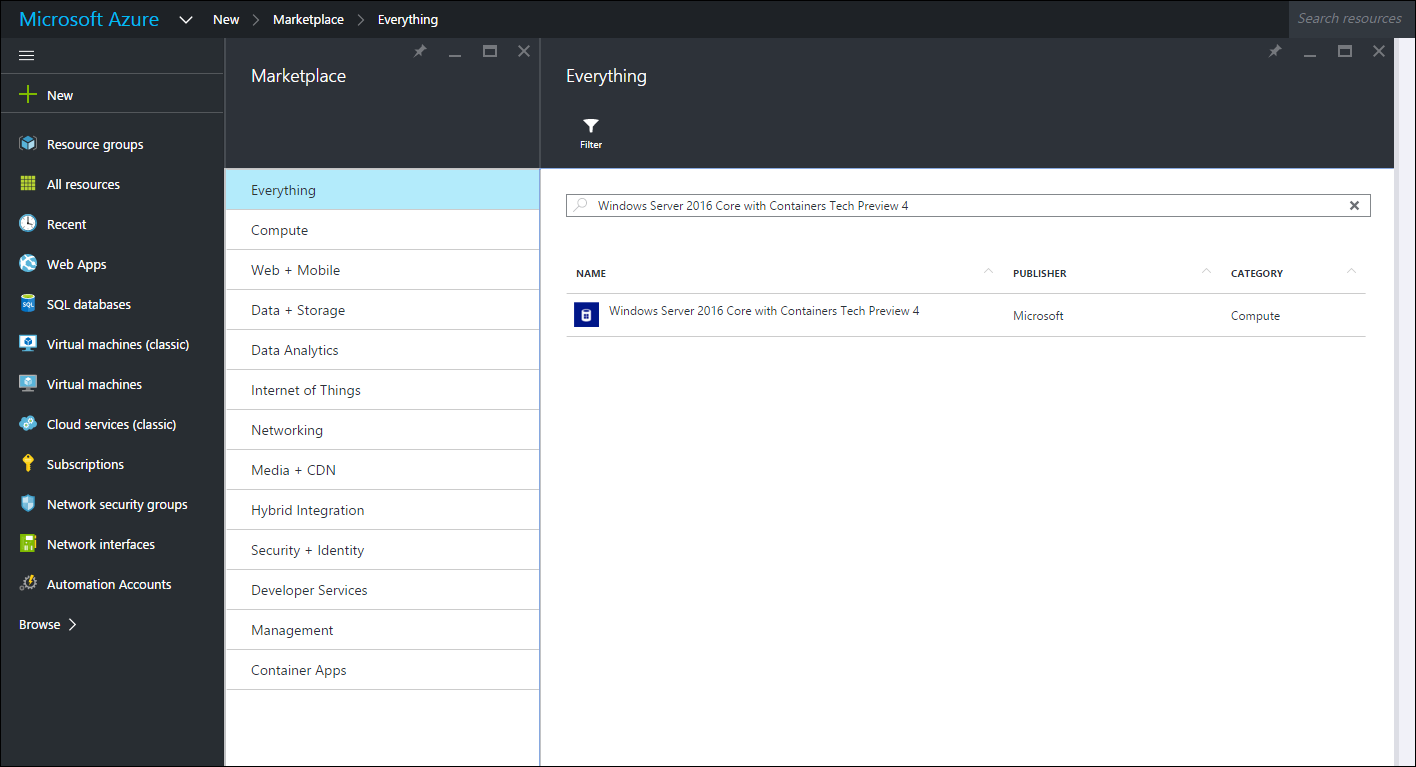 Microsoft Azure New Marketplace Everything Search resources
New
Resource groups
All resources
Recent
Web Apps
SQL
SQL databases
Virtual machines (classic)
Virtual machines
Cloud services (classic)
Subscriptions
Network security groups
Network interfaces
Automation Accounts
Browse
Marketplace
Everything
Compute
Web + Mobile
Data + Storage
Data Analytics
Internet of Things
Networking
Media + CDN
Hybrid Integration
Security + Identity
Developer Services
Management
Container Apps
Everything
Filter
Windows Server 2016 Core with Containers Tech Preview 4
NAME PUBLISHER CATEGORY
Windows Server 2016 Core with Containers Tech Preview 4 Microsoft Compute